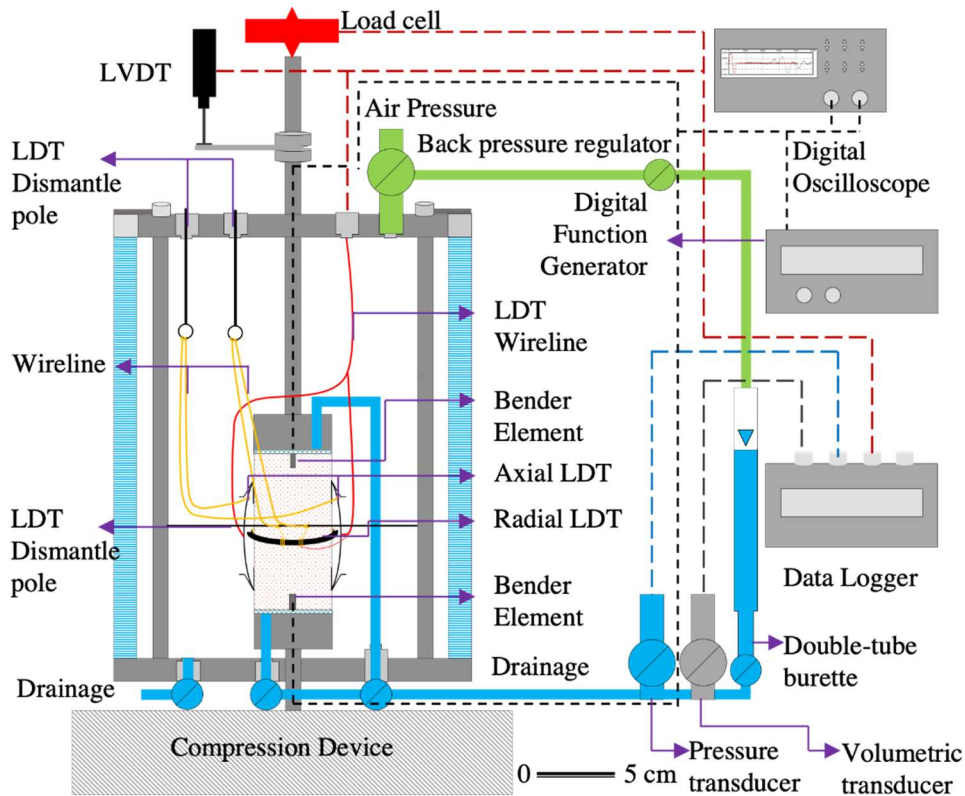 Load cell
LVDT
Air Pressure
Back pressure regulator
LDT
Dismantle
pole
Digital
Oscilloscope
Digital
Function
Generator
LDT
Wireline
Wireline
Bender
Element
Axial LDT
Radial LDT
LDT
Dismantle
pole
Bender
Element
Data Logger
Double-tube
burette
Drainage
Drainage
Compression Device
0
5 cm
Pressure
transducer
Volumetric
transducer